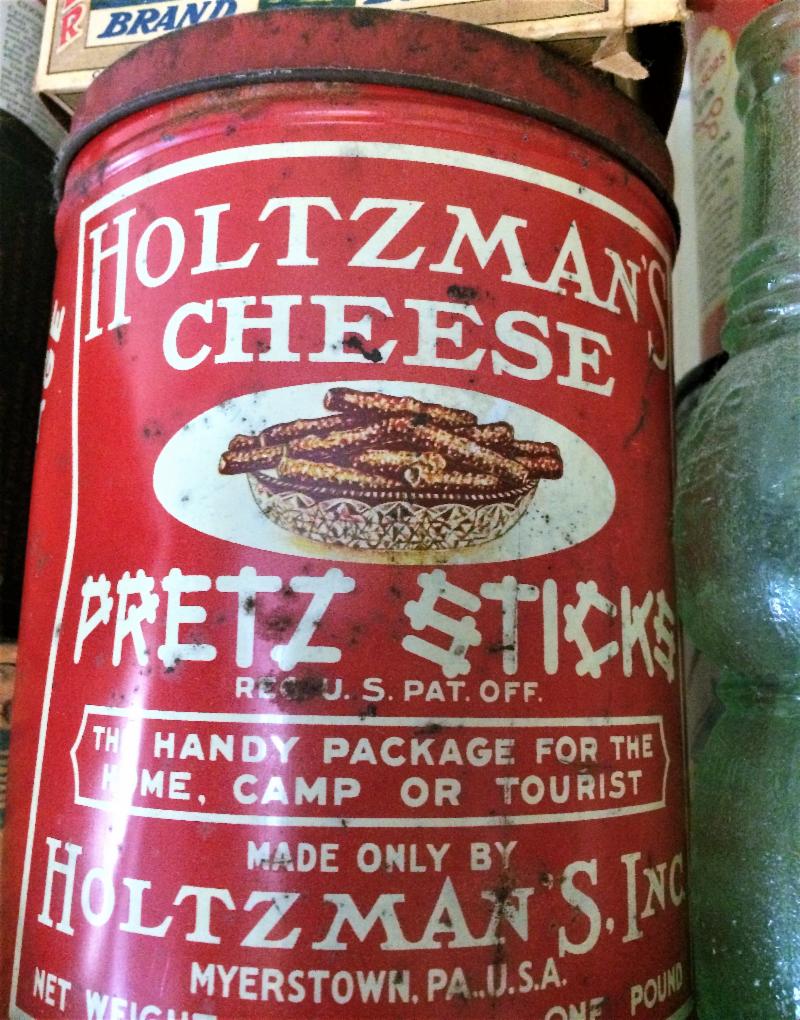 BRAND
HOLTZMAN'S
CHEESE
PRETZ STICKS
REG. U. S. PAT. OFF.
THE HANDY PACKAGE FOR THE
HOME, CAMP OR TOURIST
MADE ONLY BY
HOLTZMAN'S, INC.
MYERSTOWN, PA., U.S.A.
NET WEIGHT ONE POUND